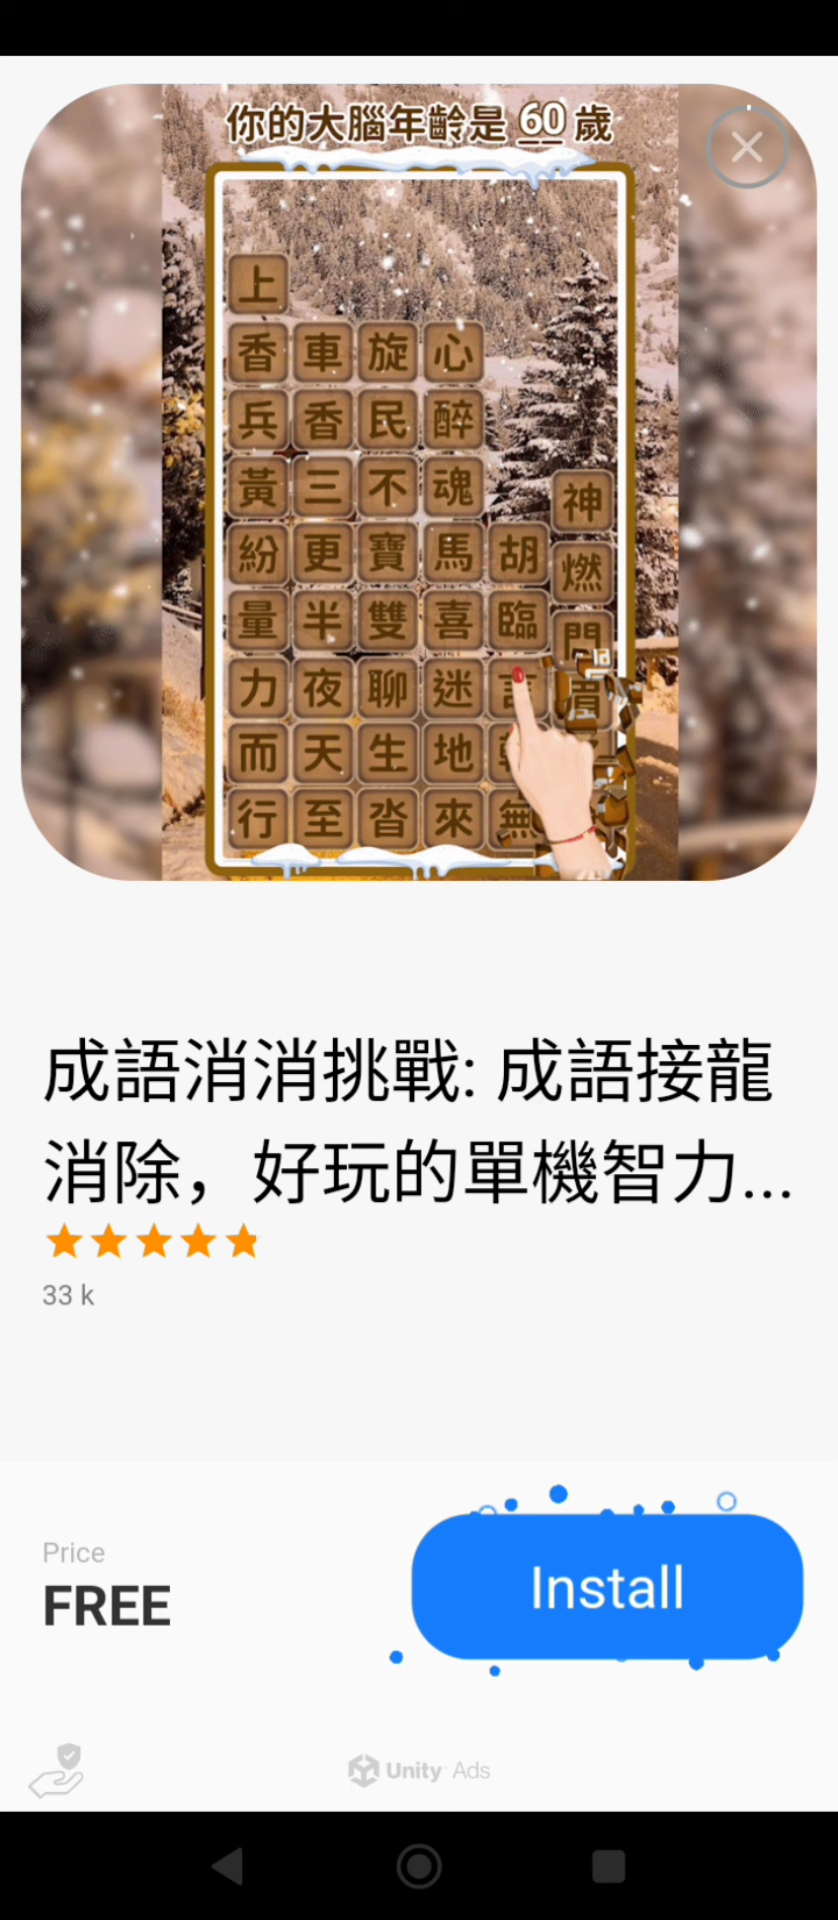 你的大腦年齡是 60 歲
上
香 車 旋 心
兵 香 民 醉
黃 三 不 魂 神
紛 更 寶 馬 胡 燃
量 半 雙 喜 臨 門
力 夜 聊 迷 眉
而 天 生 地
行 至 沓 來 無
成語消消挑戰: 成語接龍
消除，好玩的單機智力...
33 k
Price
FREE
Install
Unity Ads